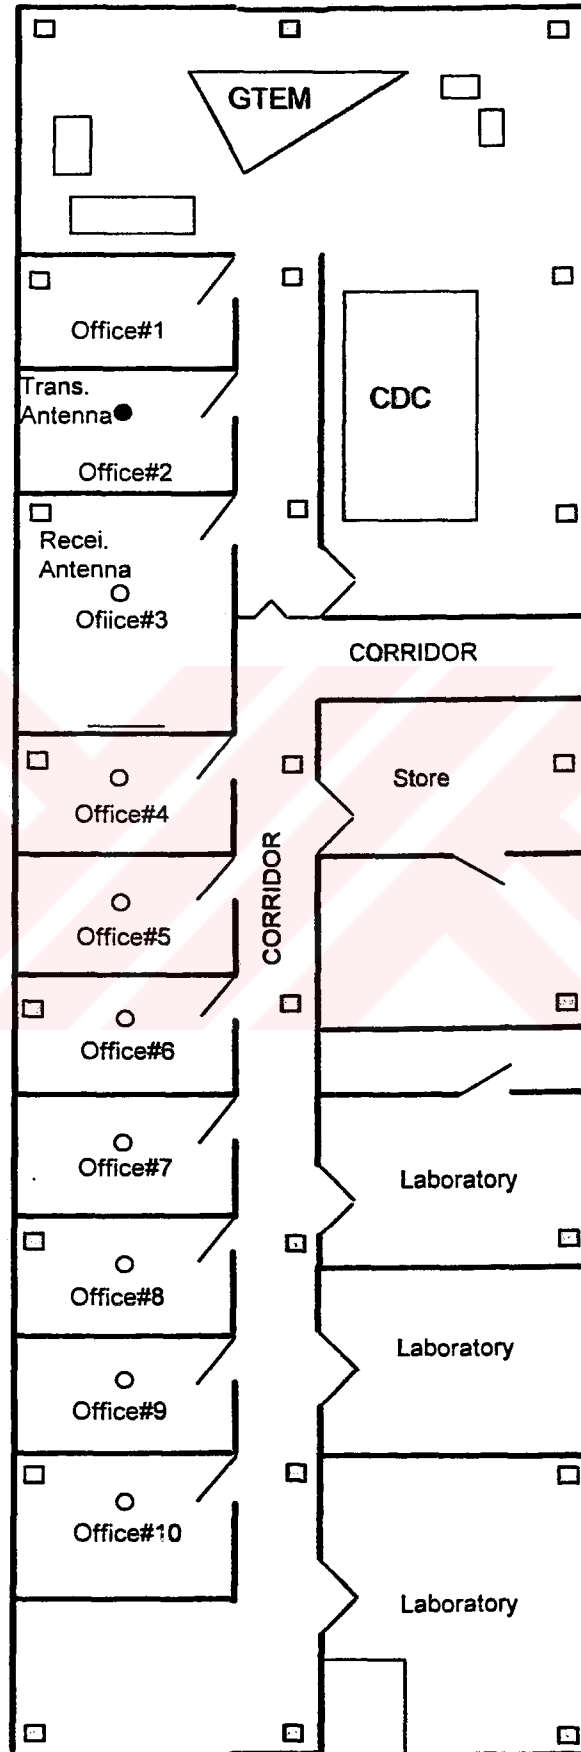 GTEM
Office#1
Trans.
Antenna
CDC
Office#2
Recei.
Antenna
Ofiice#3
CORRIDOR
Store
Office#4
CORRIDOR
Office#5
Office#6
Office#7
Laboratory
Office#8
Laboratory
Office#9
Office#10
Laboratory